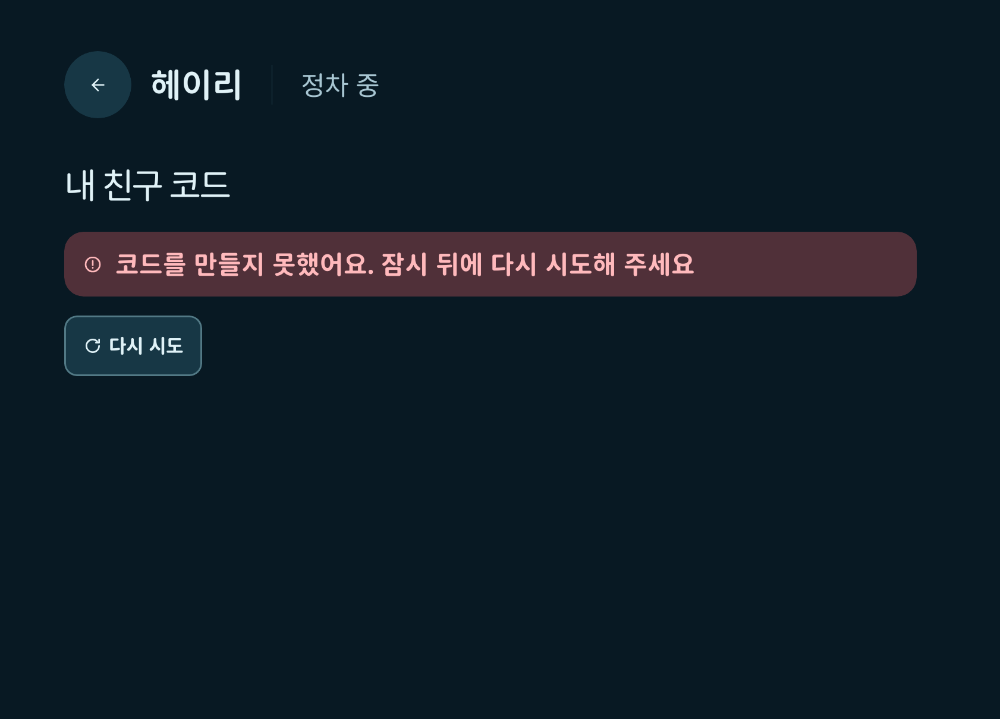 헤이리
정차 중
내 친구 코드
코드를 만들지 못했어요. 잠시 뒤에 다시 시도해 주세요
다시 시도